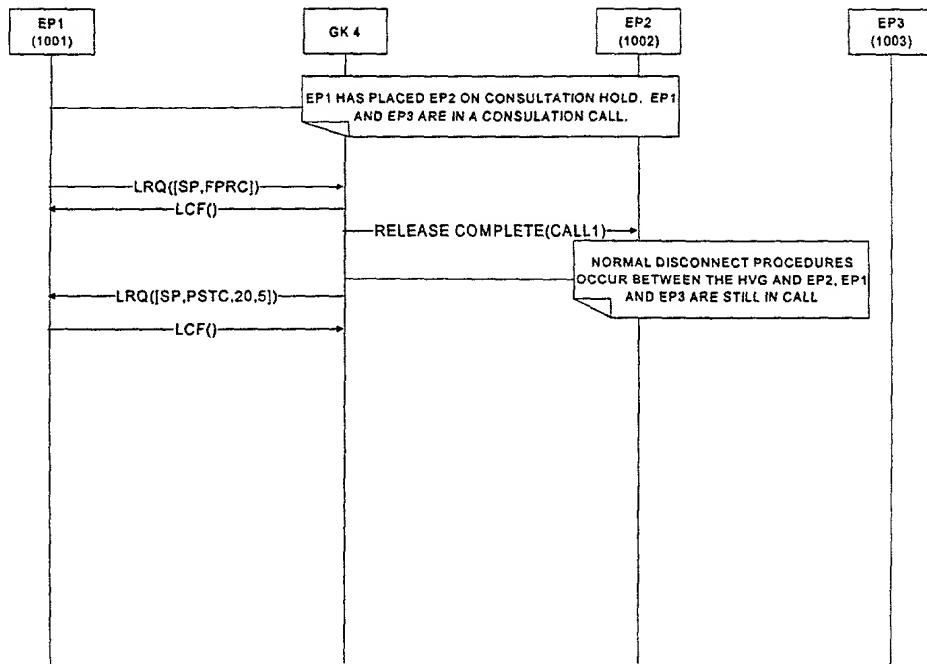 EP1
(1001)
GK 4
EP2
(1002)
EP3
(1003)
EP1 HAS PLACED EP2 ON CONSULTATION HOLD. EP1
AND EP3 ARE IN A CONSULATION CALL.
LRQ([SP,FPRC])
LCF()
RELEASE COMPLETE(CALL1)
NORMAL DISCONNECT PROCEDURES
OCCUR BETWEEN THE HVG AND EP2, EP1
AND EP3 ARE STILL IN CALL
LRQ([SP,PSTC,20,5])
LCF()